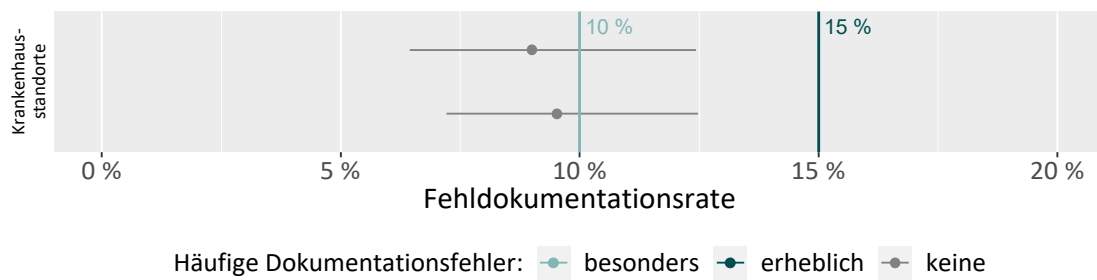 10 %
15 %
Krankenhaus-
standorte
0 %
5 %
10 %
15 %
20 %
Fehldokumentationsrate
Häufige Dokumentationsfehler: besonders erheblich keine